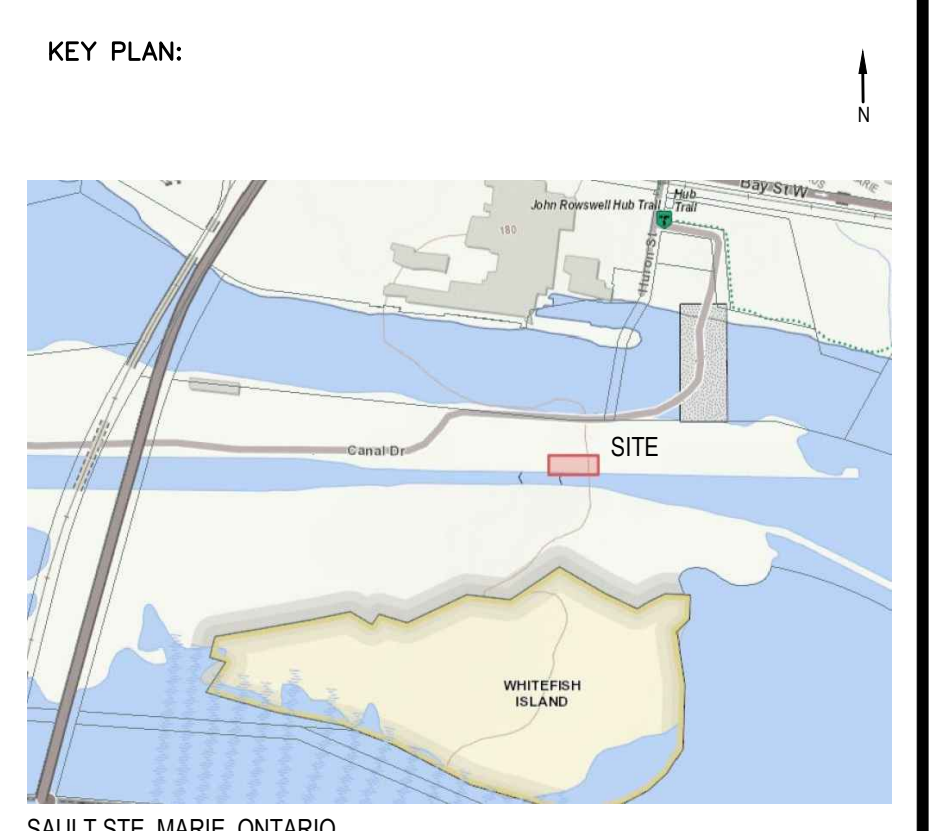 KEY PLAN:
N
Bay St W
Hub
John Rowswell Hub Trail
Trail
180
Huron St
SITE
Canal Dr
WHITEFISH
ISLAND
SAULT STE. MARIE, ONTARIO